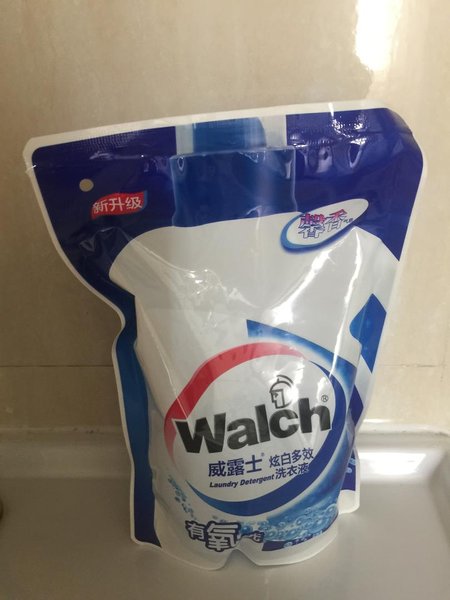 新升级
馨香
Walch®
威露士® 炫白多效
Laundry Detergent 洗衣液
有氧